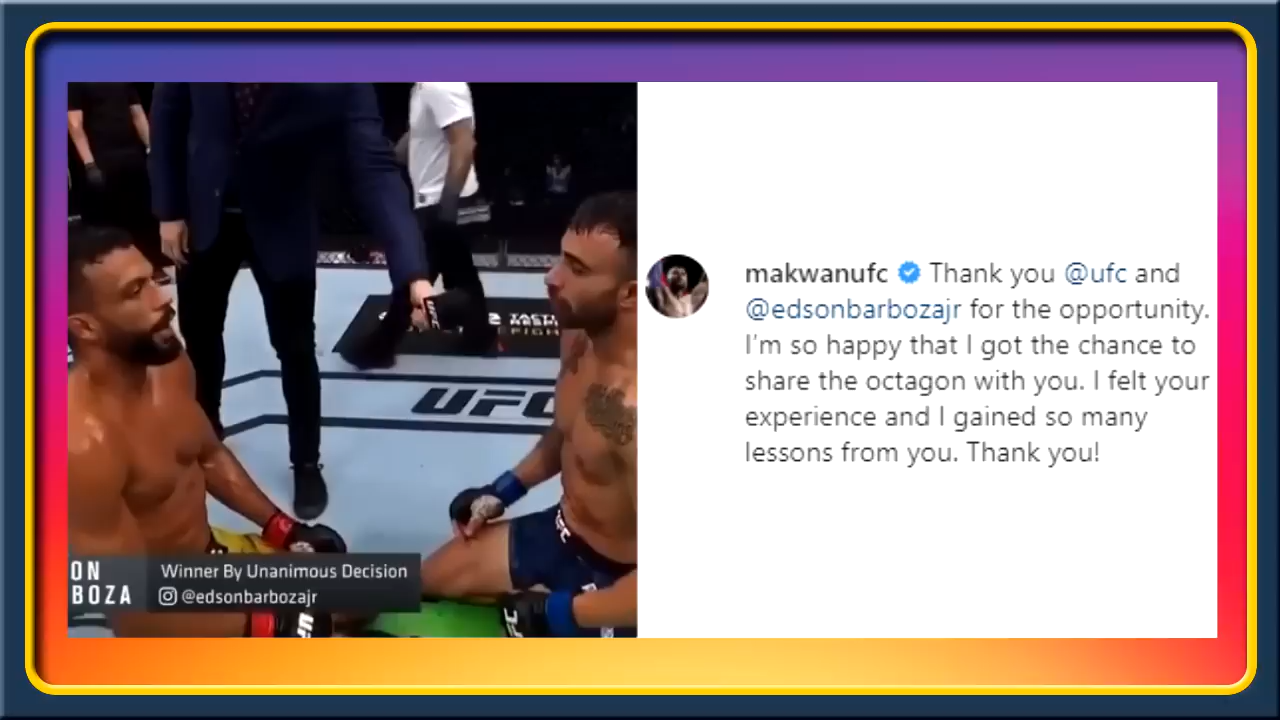 UFC
ON
BOZA
Winner By Unanimous Decision
@edsonbarbozajr
makwanufc Thank you @ufc and
@edsonbarbozajr for the opportunity.
I'm so happy that I got the chance to
share the octagon with you. I felt your
experience and I gained so many
lessons from you. Thank you!